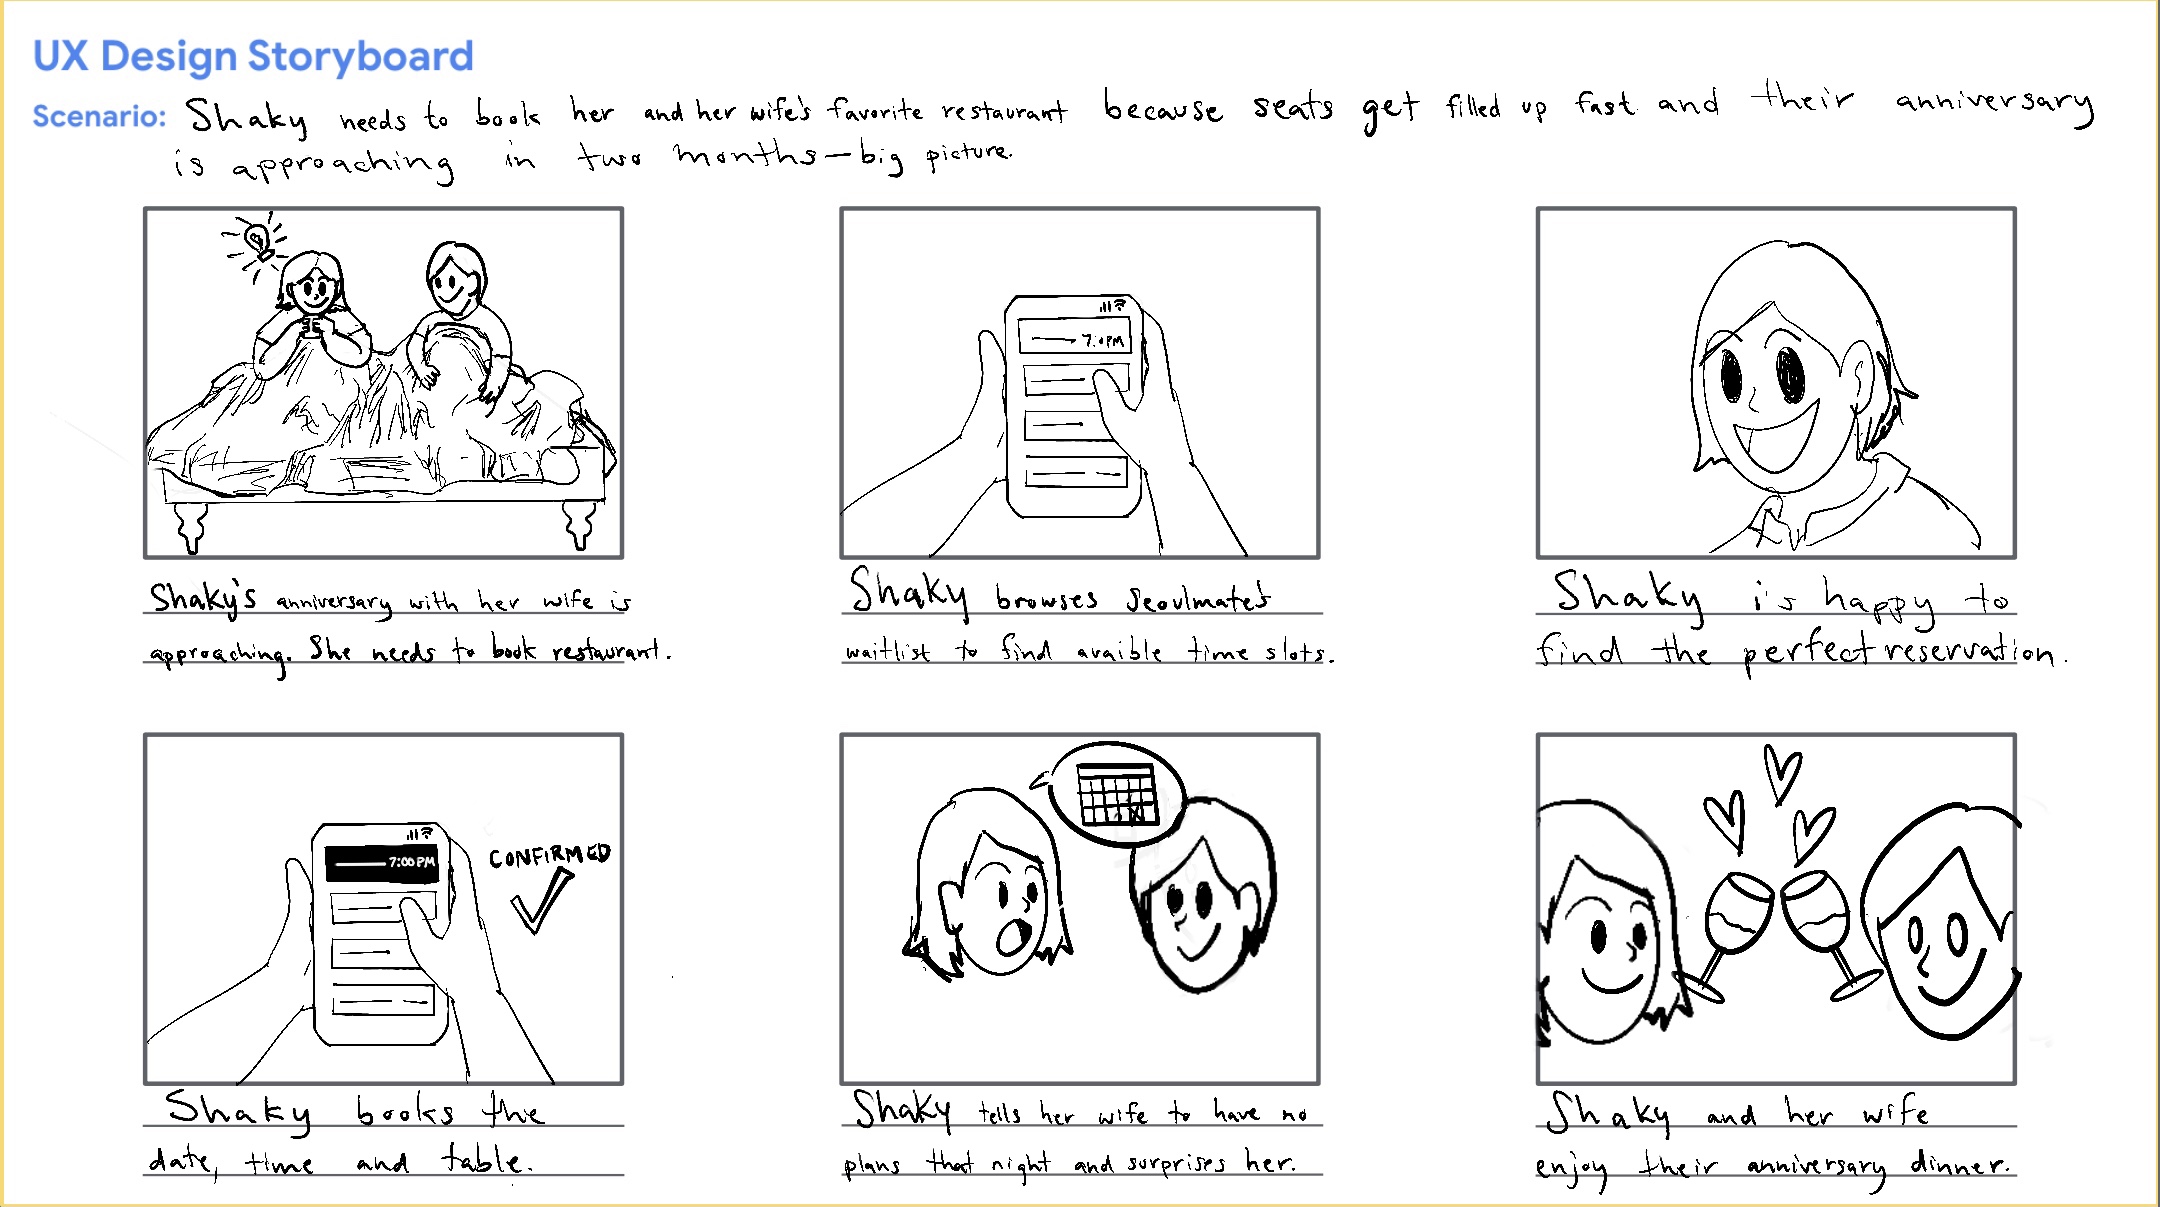 UX Design Storyboard
Scenario: Shaky needs to book her and her wife's favorite restaurant because seats get filled up fast and their anniversary
is approaching in two months—big picture.
7:0PM
Shaky's anniversary with her wife is
approaching. She needs to book restaurant.
Shaky browses Seoulmate's
waitlist to find avaible time slots.
Shaky is happy to
find the perfect reservation.
7:00PM
CONFIRMED
Shaky books the
date, time and table.
Shaky tells her wife to have no
plans that night and surprises her.
Shaky and her wife
enjoy their anniversary dinner.